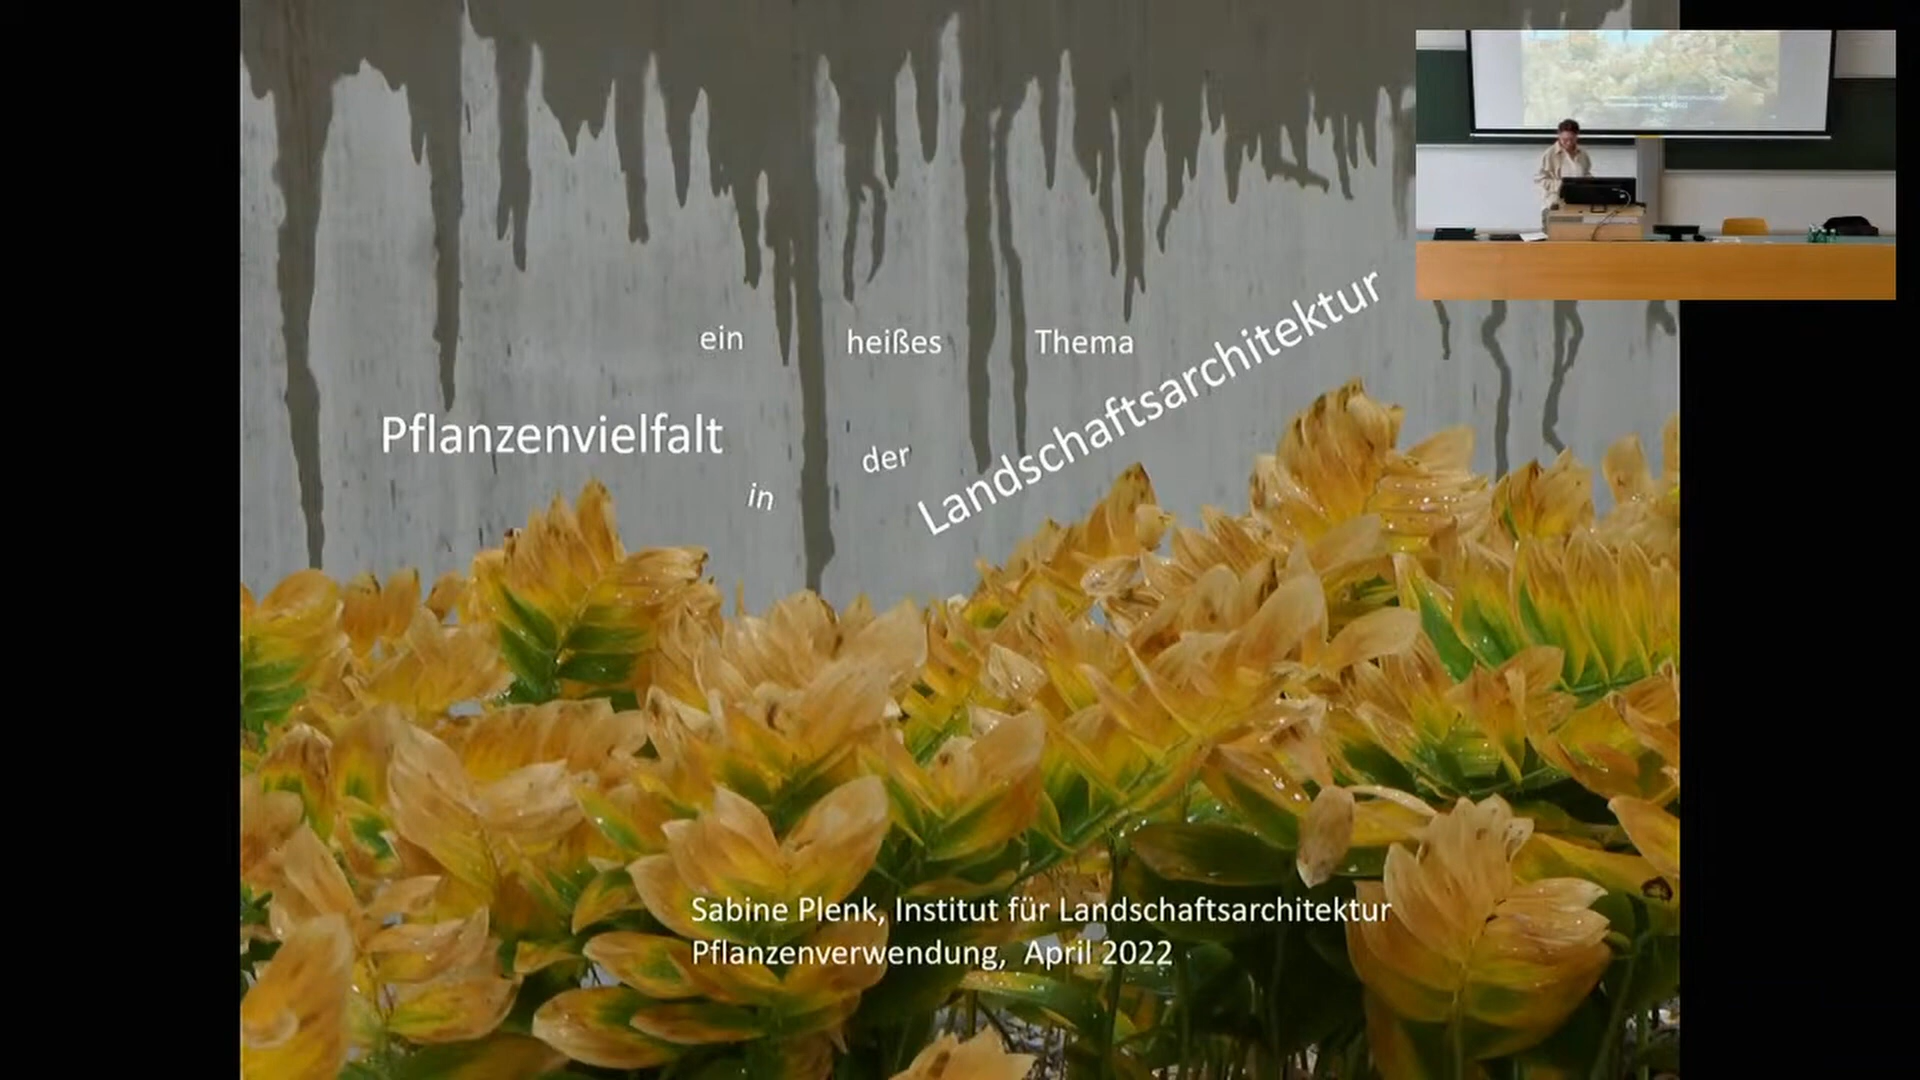 ein heißes Thema
Pflanzenvielfalt
in der Landschaftsarchitektur
Sabine Plenk, Institut für Landschaftsarchitektur
Pflanzenverwendung, April 2022